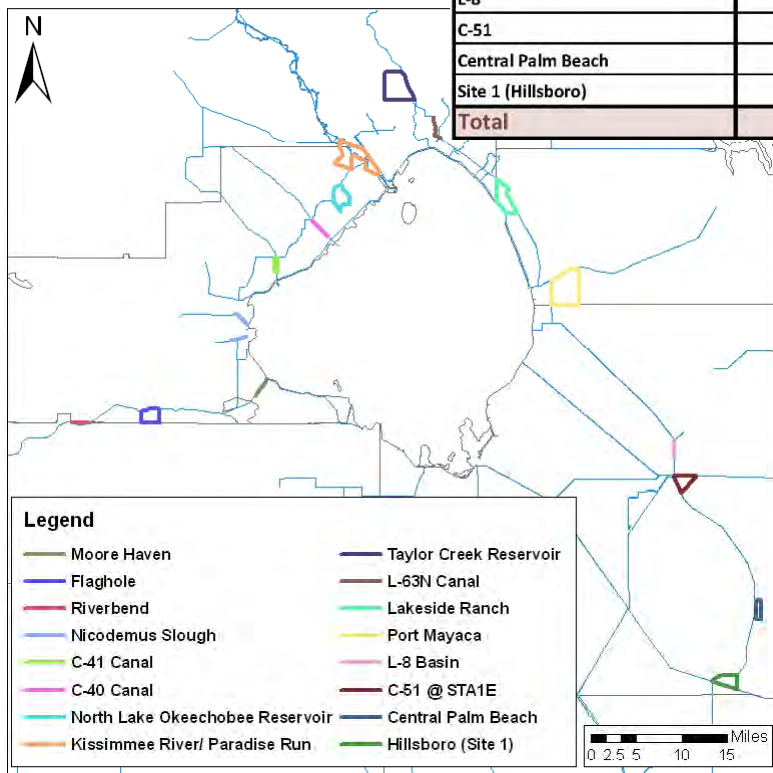 N
L-8
C-51
Central Palm Beach
Site 1 (Hillsboro)
Total
Legend
Moore Haven
Flaghole
Riverbend
Nicodemus Slough
C-41 Canal
C-40 Canal
North Lake Okeechobee Reservoir
Kissimmee River/ Paradise Run
Taylor Creek Reservoir
L-63N Canal
Lakeside Ranch
Port Mayaca
L-8 Basin
C-51 @ STA1E
Central Palm Beach
Hillsboro (Site 1)
Miles
0 2.5 5 10 15